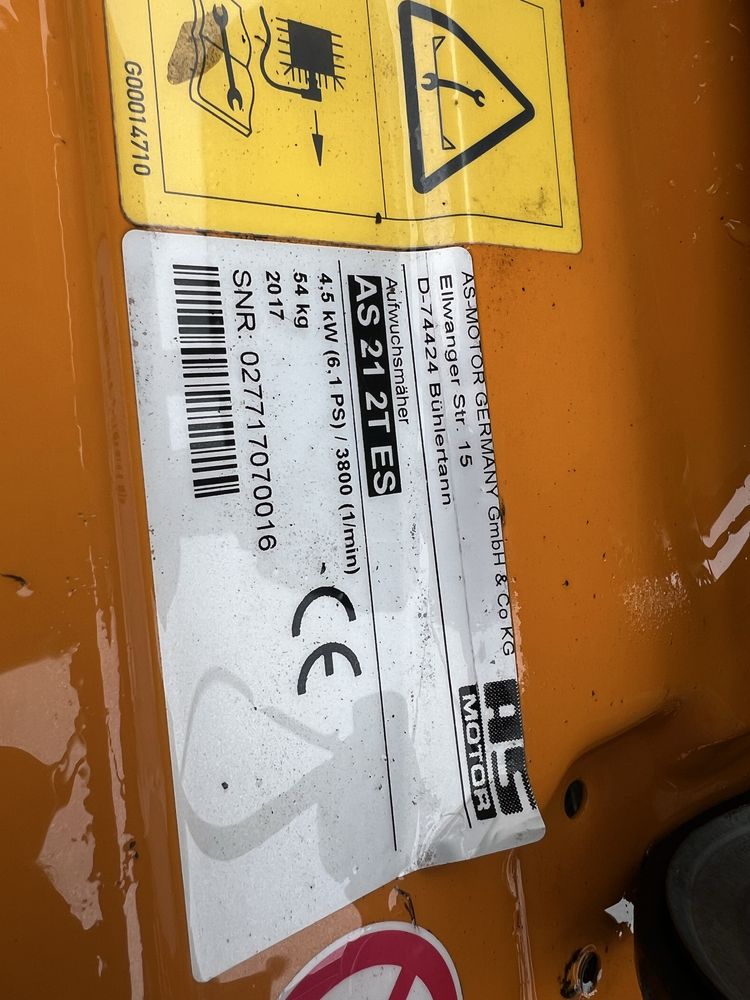 G00014710
AS-MOTOR GERMANY GmbH & Co KG
Ellwanger Str. 15
D-74424 Bühlertann
AS
MOTOR
Aufwuchsmäher
AS 21 2T ES
4,5 kW (6,1 PS) / 3800 (1/min)
54 kg
2017
SNR: 027717070016
CE